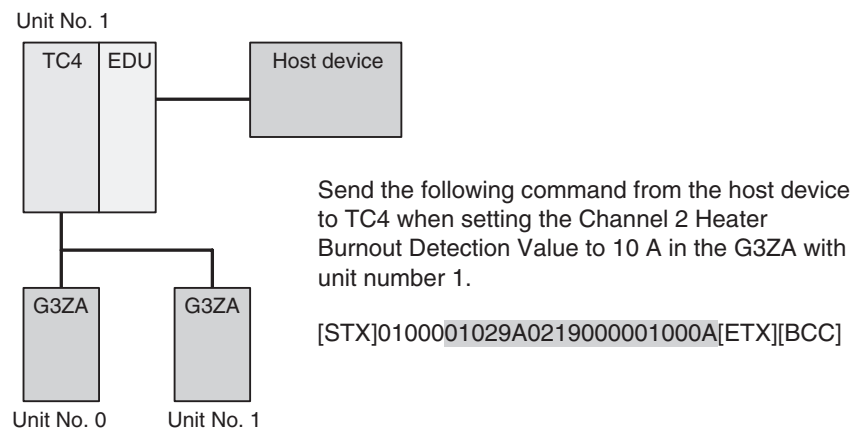 Unit No. 1
TC4
EDU
Host device
Send the following command from the host device
to TC4 when setting the Channel 2 Heater
Burnout Detection Value to 10 A in the G3ZA with
unit number 1.
[STX]0100001029A0219000001000A[ETX][BCC]
G3ZA
G3ZA
Unit No. 0
Unit No. 1